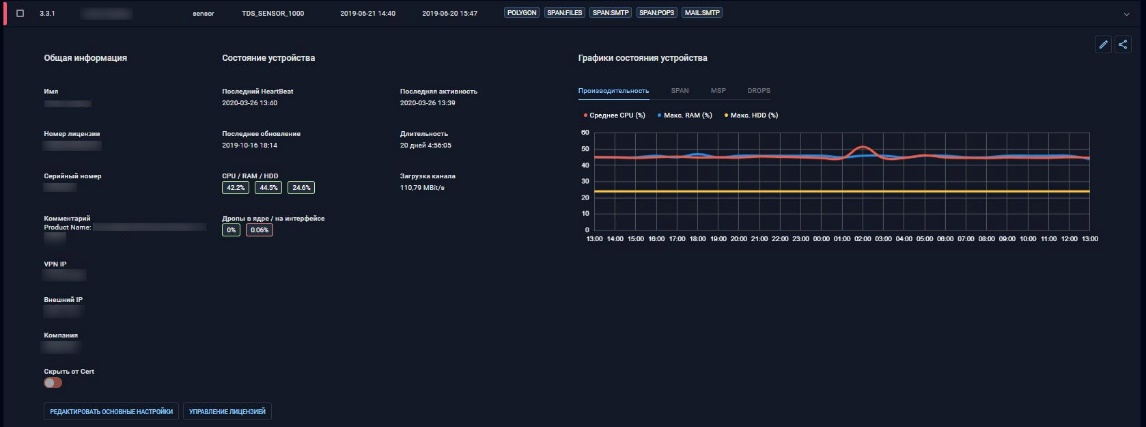 3.3.1 sensor TDS_SENSOR_1000 2019-06-21 14:40 2019-06-20 15:47 POLYGON SPAN:FILES SPAN:SMTP SPAN:POP3 MAIL:SMTP
Общая информация
Имя
Номер лицензии
Серийный номер
Комментарий
Product Name:
VPN IP
Внешний IP
Компания
Скрыть от Cert
РЕДАКТИРОВАТЬ ОСНОВНЫЕ НАСТРОЙКИ УПРАВЛЕНИЕ ЛИЦЕНЗИЕЙ
Состояние устройства
Последний HeartBeat Последняя активность
2020-03-26 13:40 2020-03-26 13:39
Последнее обновление Длительность
2019-10-16 18:14 20 дней 4:56:05
CPU / RAM / HDD Загрузка канала
42.2% 44.5% 24.6% 110,79 MBit/s
Дропы в ядре / на интерфейсе
0% 0.06%
Графики состояния устройства
Производительность SPAN MSP DROPS
Среднее CPU (%) Макс. RAM (%) Макс. HDD (%)
60
50
40
30
20
10
0
13:00 14:00 15:00 16:00 17:00 18:00 19:00 20:00 21:00 22:00 23:00 00:00 01:00 02:00 03:00 04:00 05:00 06:00 07:00 08:00 09:00 10:00 11:00 12:00 13:00